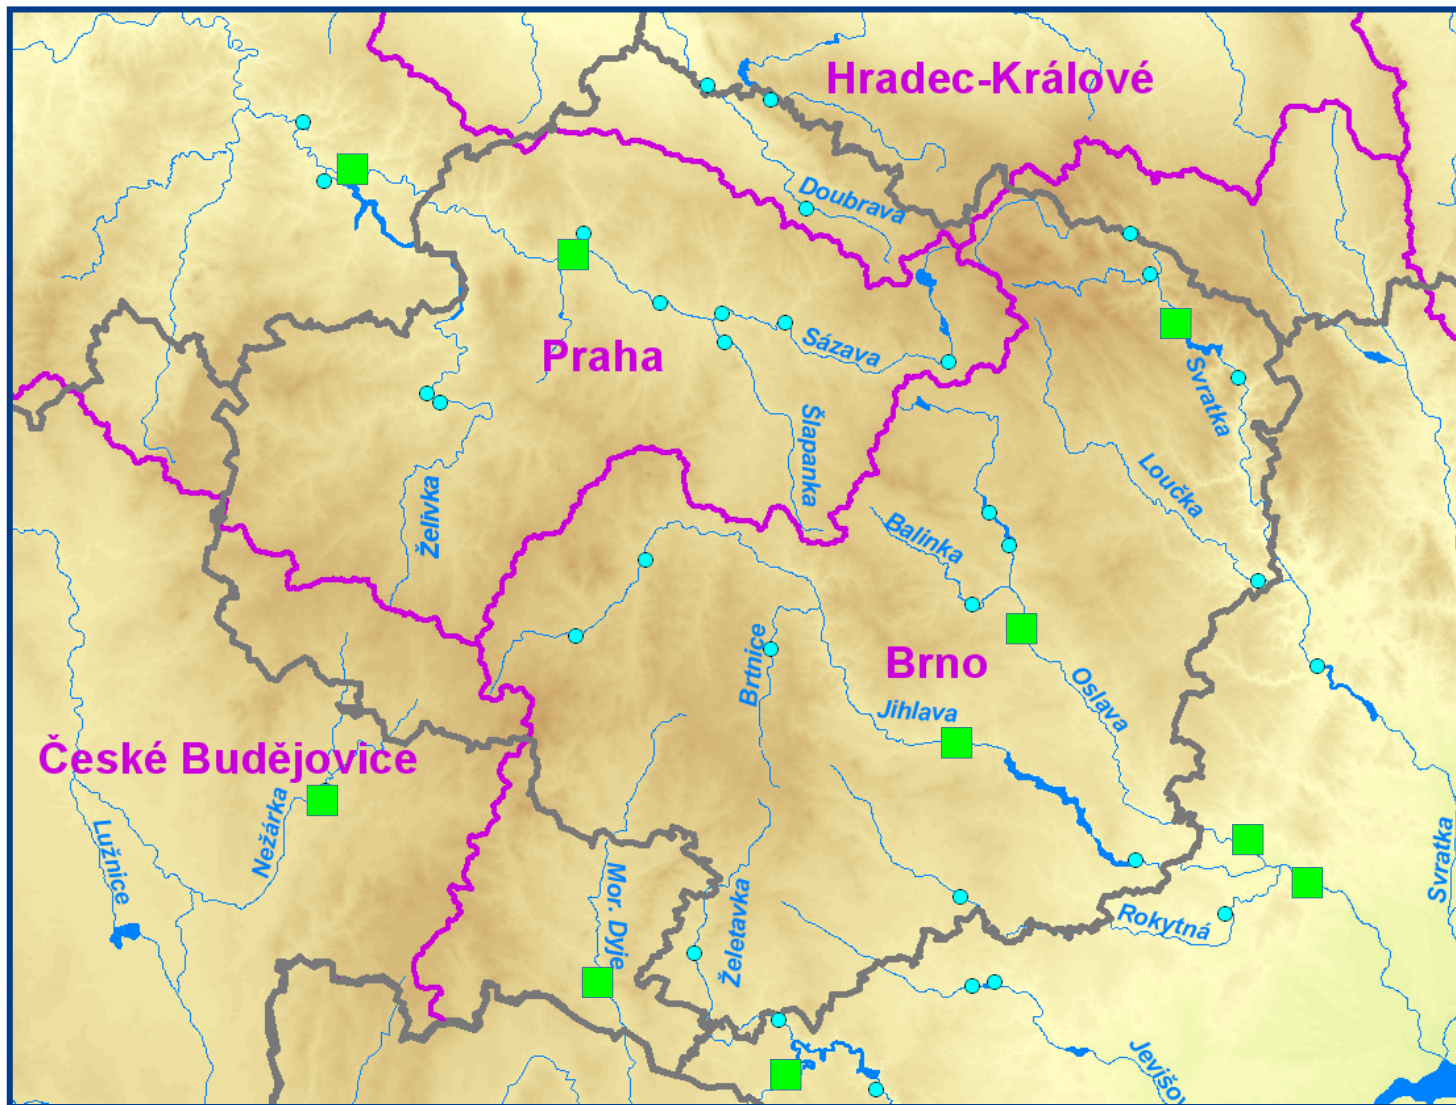 Hradec-Králové
Doubrava
Praha
Sázava
Svratka
Šlapanka
Loučka
Želivka
Balinka
Brtnice
Brno
Oslava
Jihlava
České Budějovice
Nežárka
Lužnice
Mor. Dyje
Želetavka
Rokytná
Svratka
Jevišov